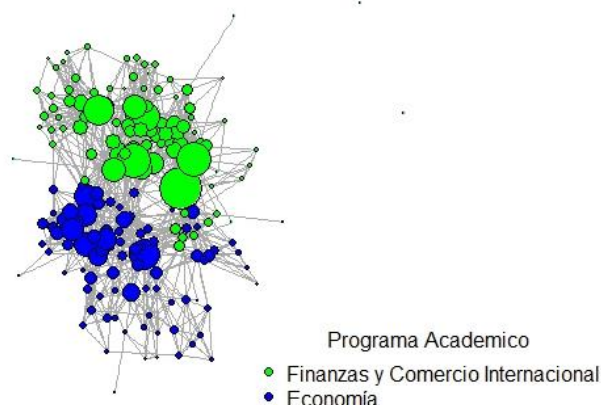 Programa Academico
Finanzas y Comercio Internacional
Economía